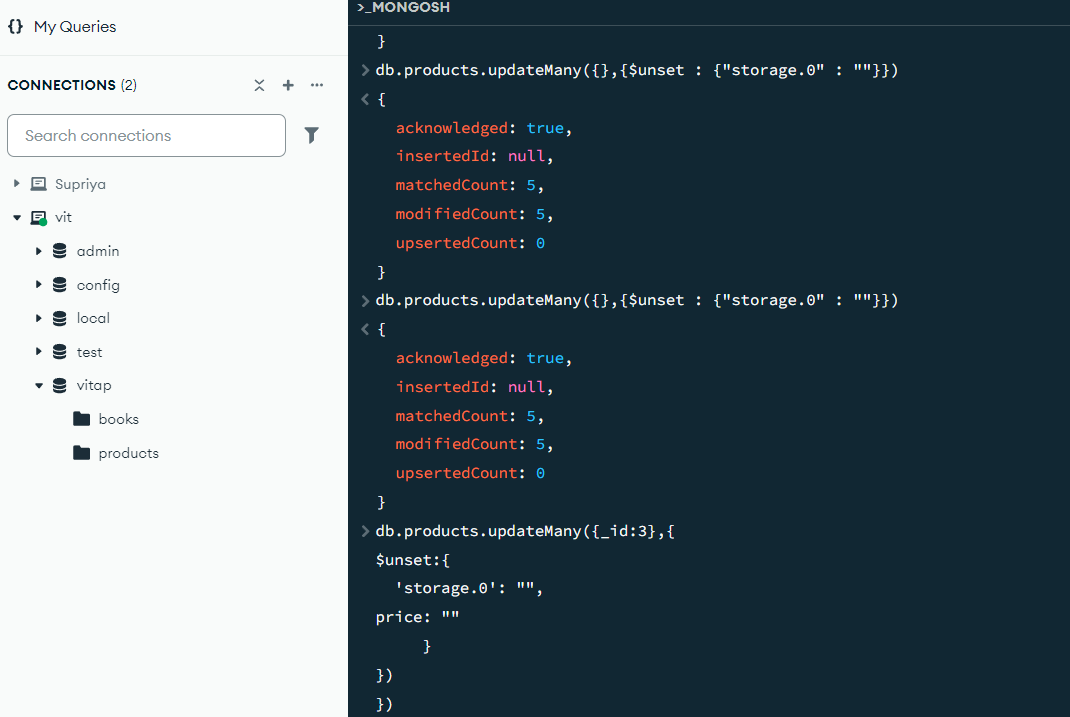 {} My Queries
CONNECTIONS (2)
Search connections
Supriya
vit
admin
config
local
test
vitap
books
products
>_MONGOSH
}
> db.products.updateMany({},{$unset : {"storage.0" : ""}})
< {
acknowledged: true,
insertedId: null,
matchedCount: 5,
modifiedCount: 5,
upsertedCount: 0
}
> db.products.updateMany({},{$unset : {"storage.0" : ""}})
< {
acknowledged: true,
insertedId: null,
matchedCount: 5,
modifiedCount: 5,
upsertedCount: 0
}
> db.products.updateMany({_id:3},{
$unset:{
'storage.0': "",
price: ""
}
})
})